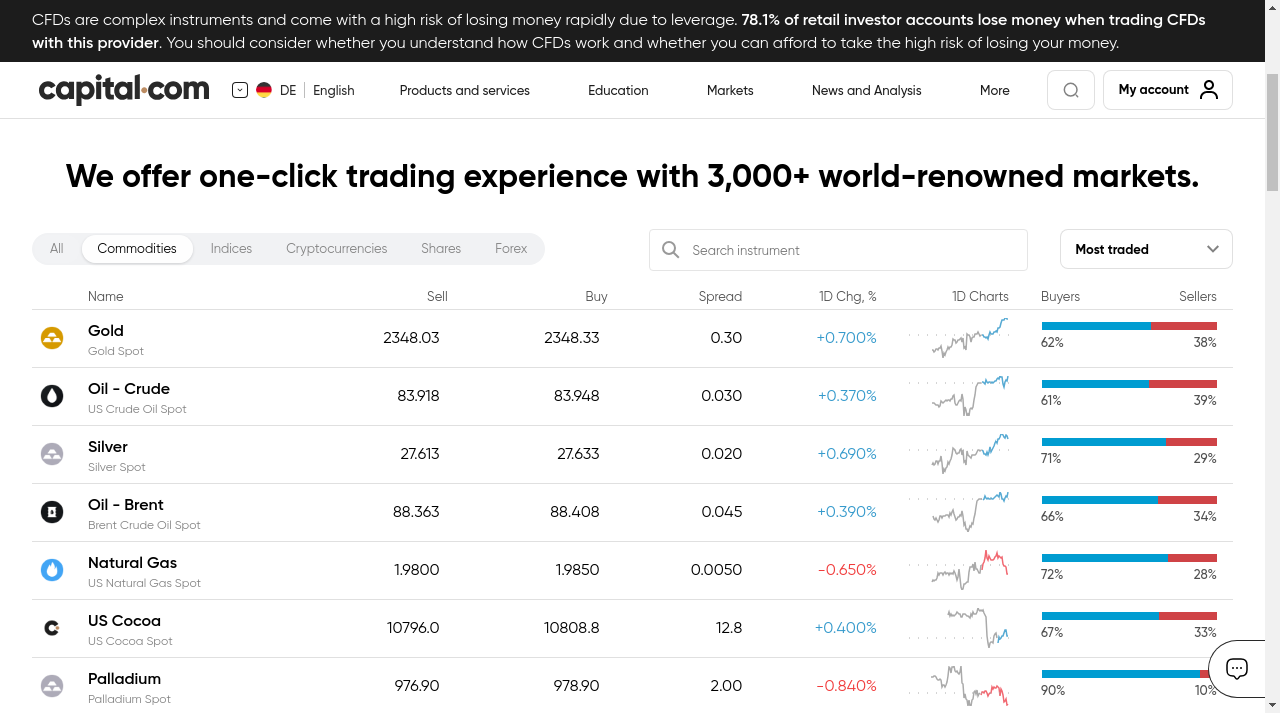 CFDs are complex instruments and come with a high risk of losing money rapidly due to leverage. 78.1% of retail investor accounts lose money when trading CFDs
with this provider. You should consider whether you understand how CFDs work and whether you can afford to take the high risk of losing your money.
capital·com DE English Products and services Education Markets News and Analysis More My account
We offer one-click trading experience with 3,000+ world-renowned markets.
All Commodities Indices Cryptocurrencies Shares Forex Search instrument Most traded
Name Sell Buy Spread 1D Chg, % 1D Charts Buyers Sellers
Gold 2348.03 2348.33 0.30 +0.700% 62% 38%
Gold Spot
Oil - Crude 83.918 83.948 0.030 +0.370% 61% 39%
US Crude Oil Spot
Silver 27.613 27.633 0.020 +0.690% 71% 29%
Silver Spot
Oil - Brent 88.363 88.408 0.045 +0.390% 66% 34%
Brent Crude Oil Spot
Natural Gas 1.9800 1.9850 0.0050 -0.650% 72% 28%
US Natural Gas Spot
US Cocoa 10796.0 10808.8 12.8 +0.400% 67% 33%
US Cocoa Spot
Palladium 976.90 978.90 2.00 -0.840% 90% 10%
Palladium Spot